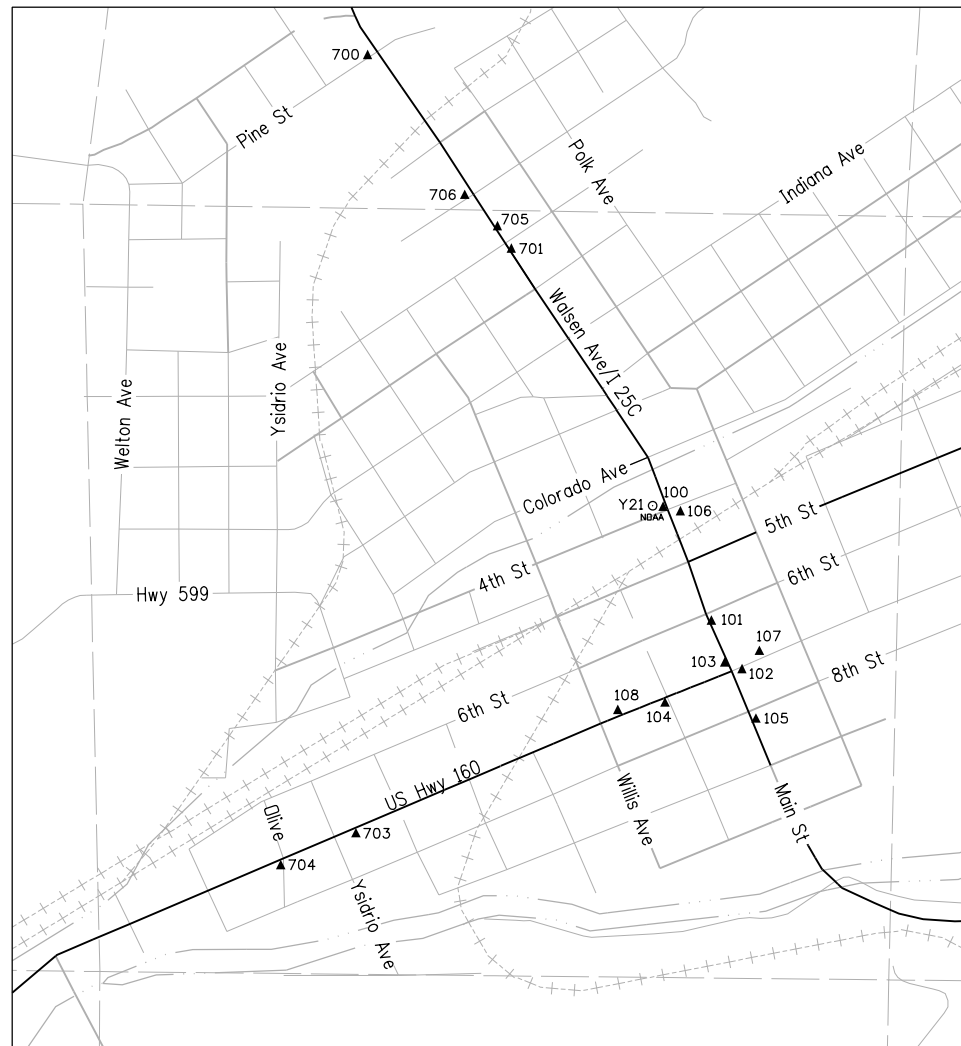 700
Pine St
Polk Ave
Indiana Ave
706
705
701
Walsen Ave/I 25C
Ysidrio Ave
Welton Ave
Colorado Ave
100
Y21
NOAA
106
5th St
4th St
6th St
Hwy 599
101
107
103
102
8th St
108
104
6th St
105
US Hwy 160
Willis Ave
Main St
Olive
703
704
Ysidrio Ave